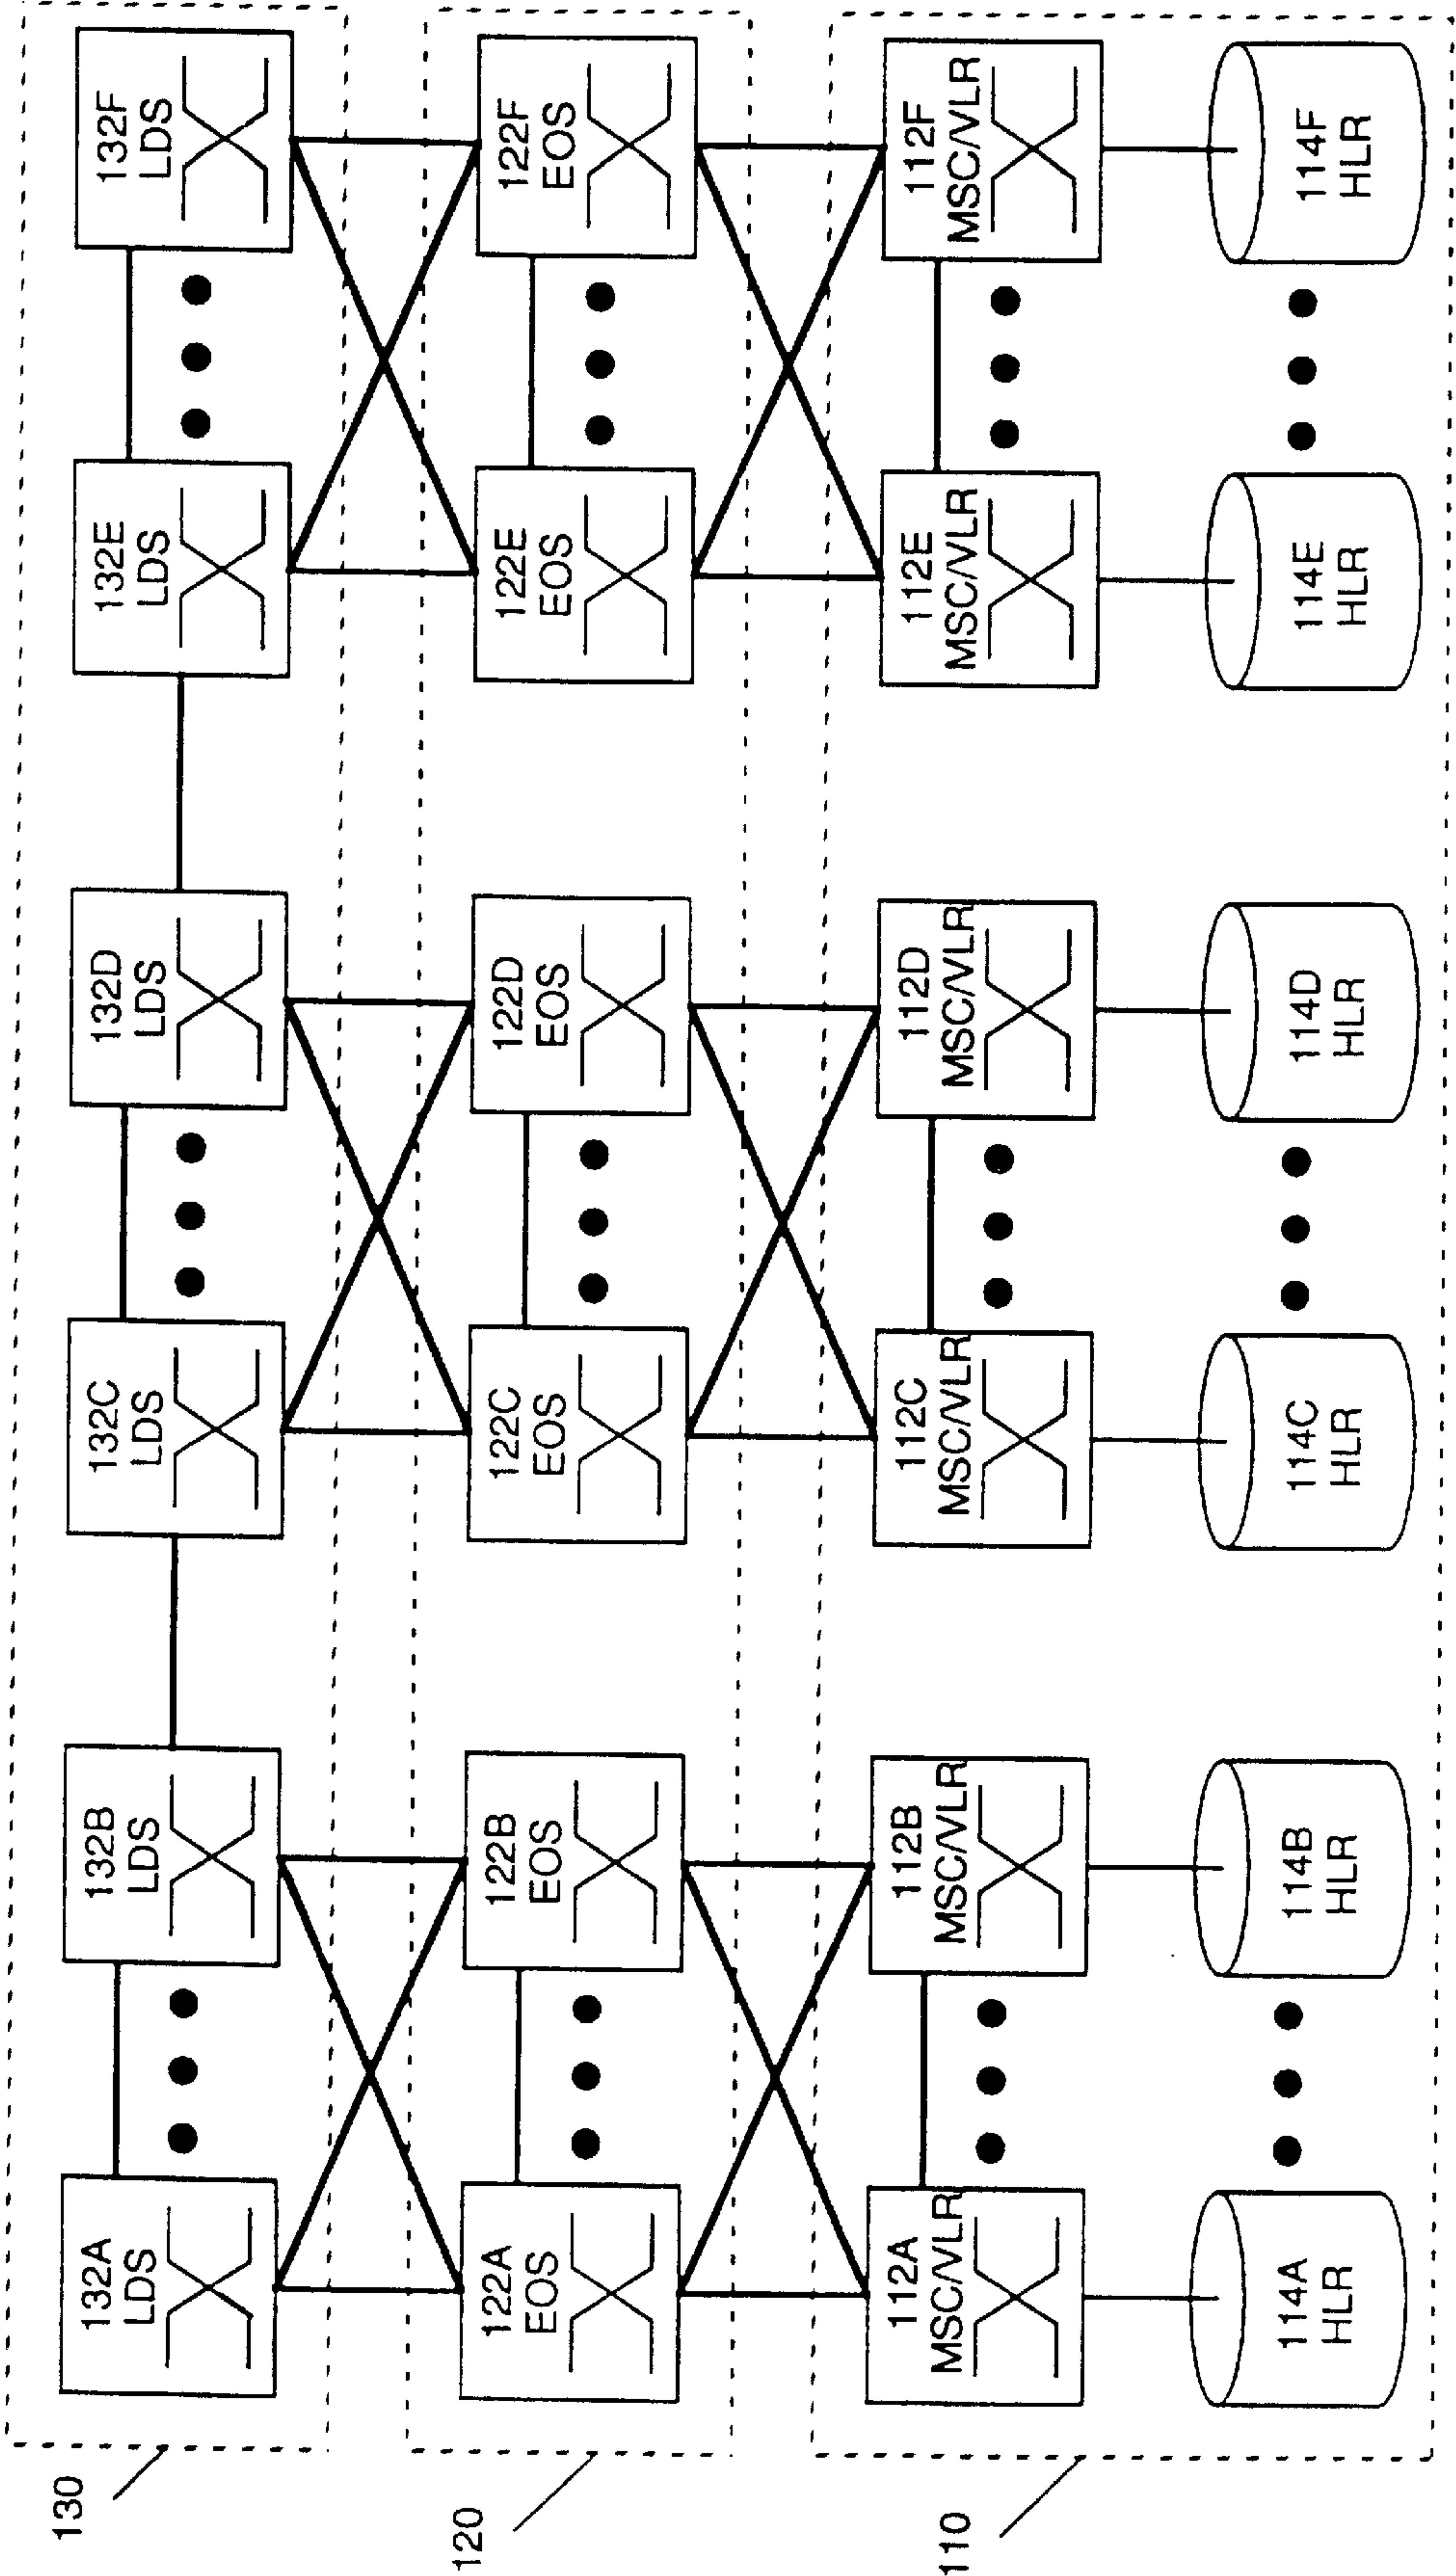 130
132A
LDS
132B
LDS
132C
LDS
132D
LDS
132E
LDS
132F
LDS
120
122A
EOS
122B
EOS
122C
EOS
122D
EOS
122E
EOS
122F
EOS
110
112A
MSC/VLR
112B
MSC/VLR
112C
MSC/VLR
112D
MSC/VLR
112E
MSC/VLR
112F
MSC/VLR
114A
HLR
114B
HLR
114C
HLR
114D
HLR
114E
HLR
114F
HLR